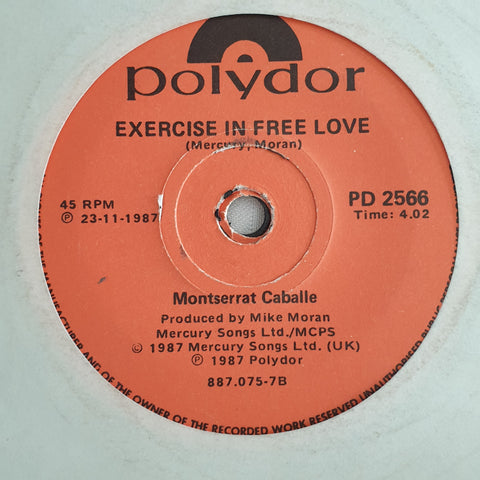 polydor
EXERCISE IN FREE LOVE
(Mercury, Moran)
45 RPM
PD 2566
℗ 23-11-1987
Time: 4.02
Montserrat Caballe
Produced by Mike Moran
Mercury Songs Ltd./MCPS
© 1987 Mercury Songs Ltd. (UK)
℗ 1987 Polydor
887.075-7B
MANUFACTURER AND OF THE OWNER OF THE RECORDED WORK RESERVED UNAUTHORISED